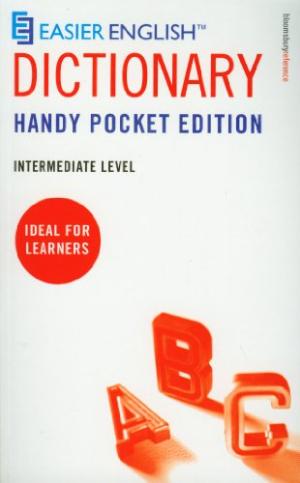 EASIER ENGLISH™
DICTIONARY
HANDY POCKET EDITION
INTERMEDIATE LEVEL
IDEAL FOR
LEARNERS
A B C
bloomsburyreference